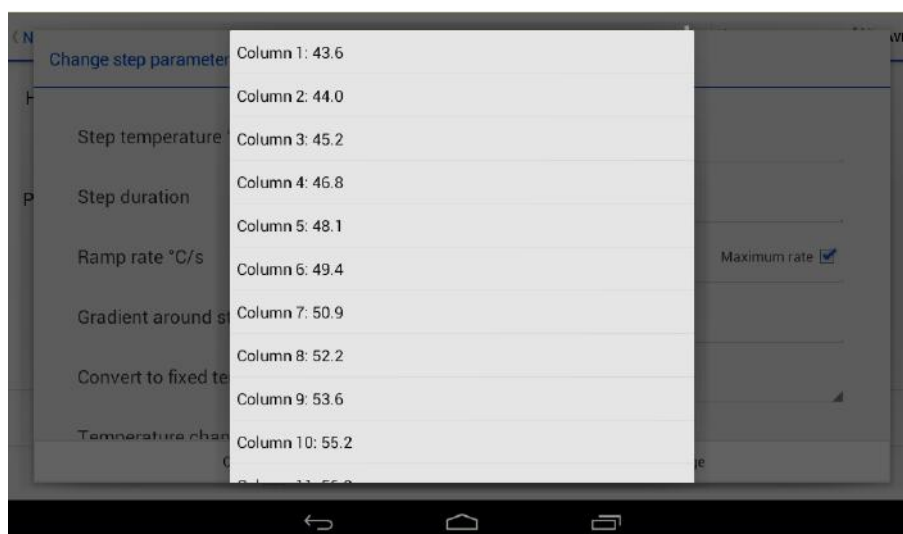 Change step parameter
Column 1: 43.6
Column 2: 44.0
Column 3: 45.2
Step temperature
Column 4: 46.8
Step duration
Column 5: 48.1
Ramp rate °C/s
Column 6: 49.4
Maximum rate
Column 7: 50.9
Gradient around
Column 8: 52.2
Convert to fixed
Column 9: 53.6
Column 10: 55.2